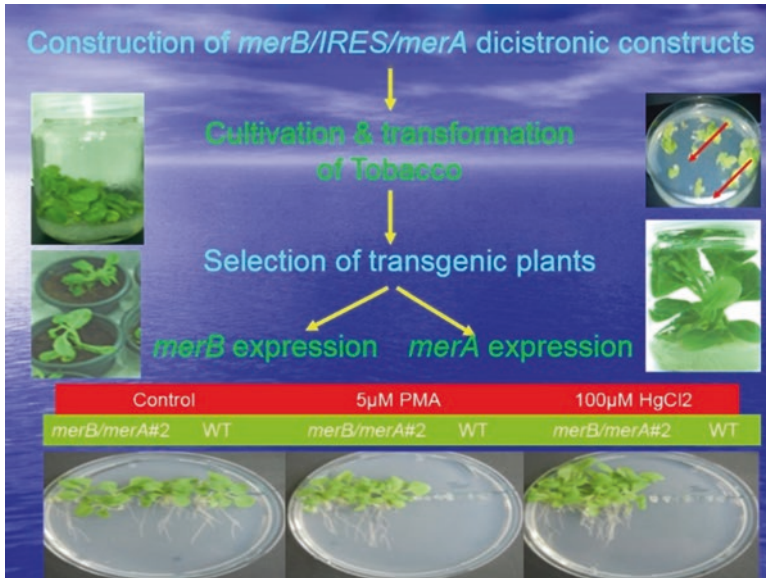 Construction of merB/IRES/merA dicistronic constructs
Cultivation & transformation
of Tobacco
Selection of transgenic plants
merB expression merA expression
Control 5µM PMA 100µM HgCl2
merB/merA#2 WT merB/merA#2 WT merB/merA#2 WT